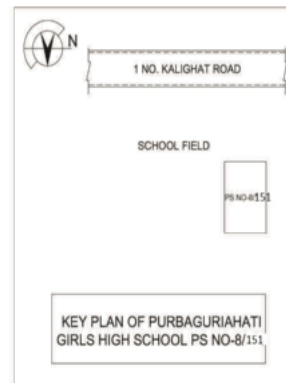 N
1 NO. KALIGHAT ROAD
SCHOOL FIELD
PS NO-8/151
KEY PLAN OF PURBAGURIAHATI
GIRLS HIGH SCHOOL PS NO-8/151